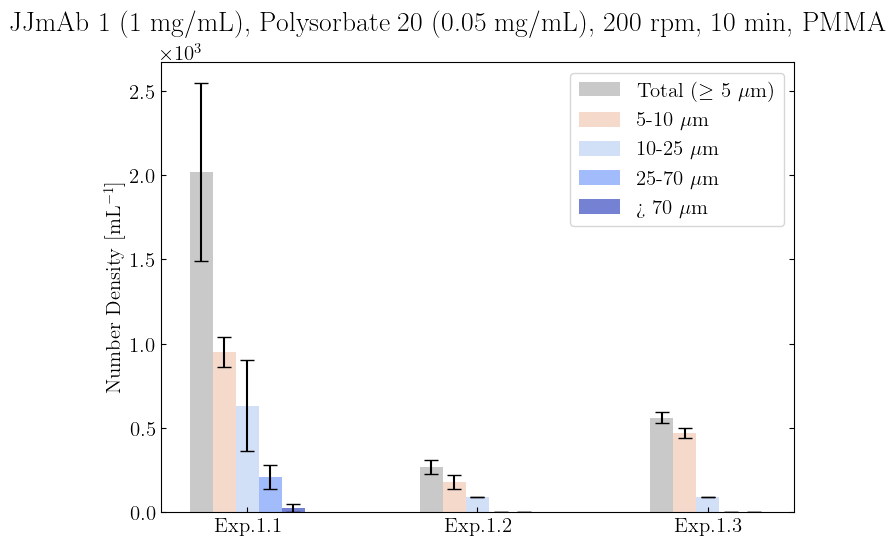 JJmAb 1 (1 mg/mL), Polysorbate 20 (0.05 mg/mL), 200 rpm, 10 min, PMMA
×10³
Number Density [mL⁻¹]
2.5
2.0
1.5
1.0
0.5
0.0
Total (≥ 5 μm)
5-10 μm
10-25 μm
25-70 μm
¿ 70 μm
Exp.1.1
Exp.1.2
Exp.1.3